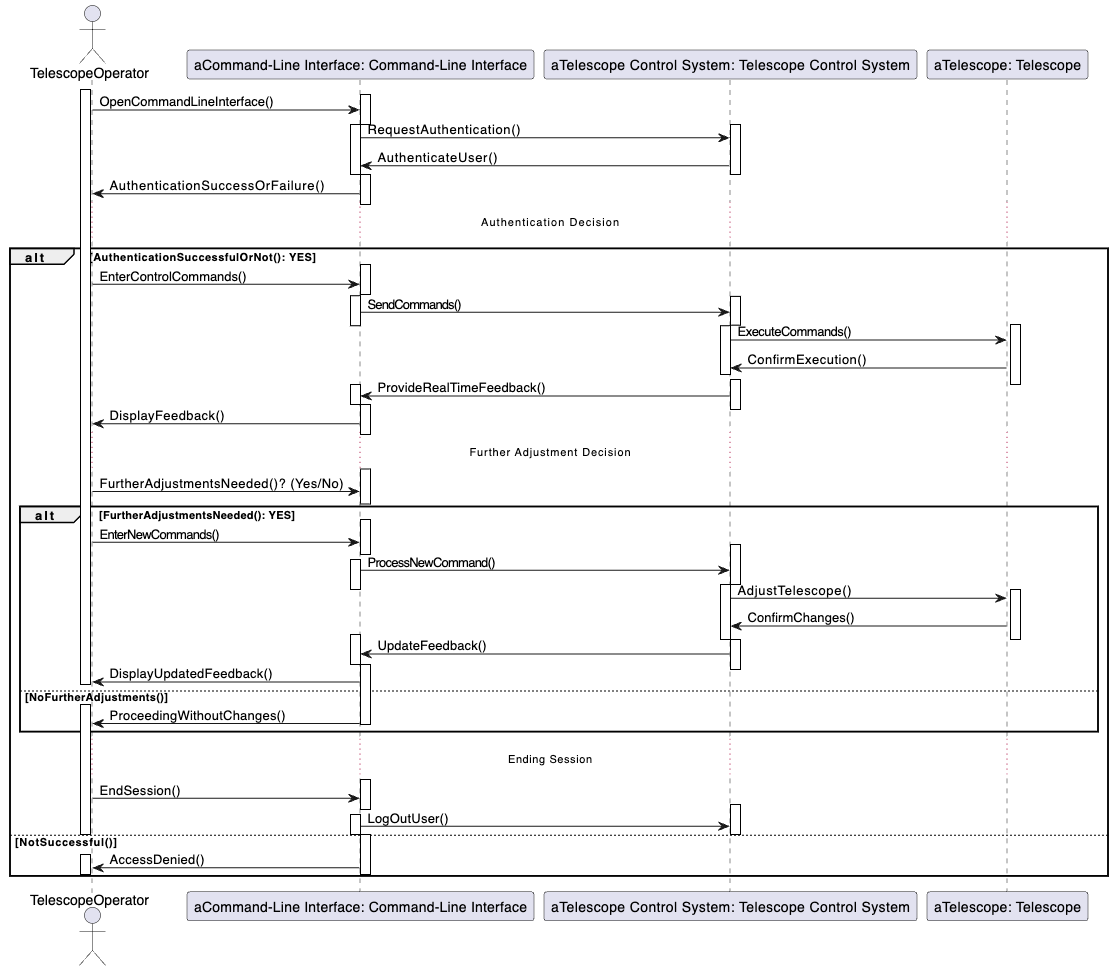 TelescopeOperator
aCommand-Line Interface: Command-Line Interface
aTelescope Control System: Telescope Control System
aTelescope: Telescope
OpenCommandLineInterface()
RequestAuthentication()
AuthenticateUser()
AuthenticationSuccessOrFailure()
Authentication Decision
alt
[AuthenticationSuccessfulOrNot(): YES]
EnterControlCommands()
SendCommands()
ExecuteCommands()
ConfirmExecution()
ProvideRealTimeFeedback()
DisplayFeedback()
Further Adjustment Decision
FurtherAdjustmentsNeeded()? (Yes/No)
alt
[FurtherAdjustmentsNeeded(): YES]
EnterNewCommands()
ProcessNewCommand()
AdjustTelescope()
ConfirmChanges()
UpdateFeedback()
DisplayUpdatedFeedback()
[NoFurtherAdjustments()]
ProceedingWithoutChanges()
Ending Session
EndSession()
LogOutUser()
[NotSuccessful()]
AccessDenied()
TelescopeOperator
aCommand-Line Interface: Command-Line Interface
aTelescope Control System: Telescope Control System
aTelescope: Telescope